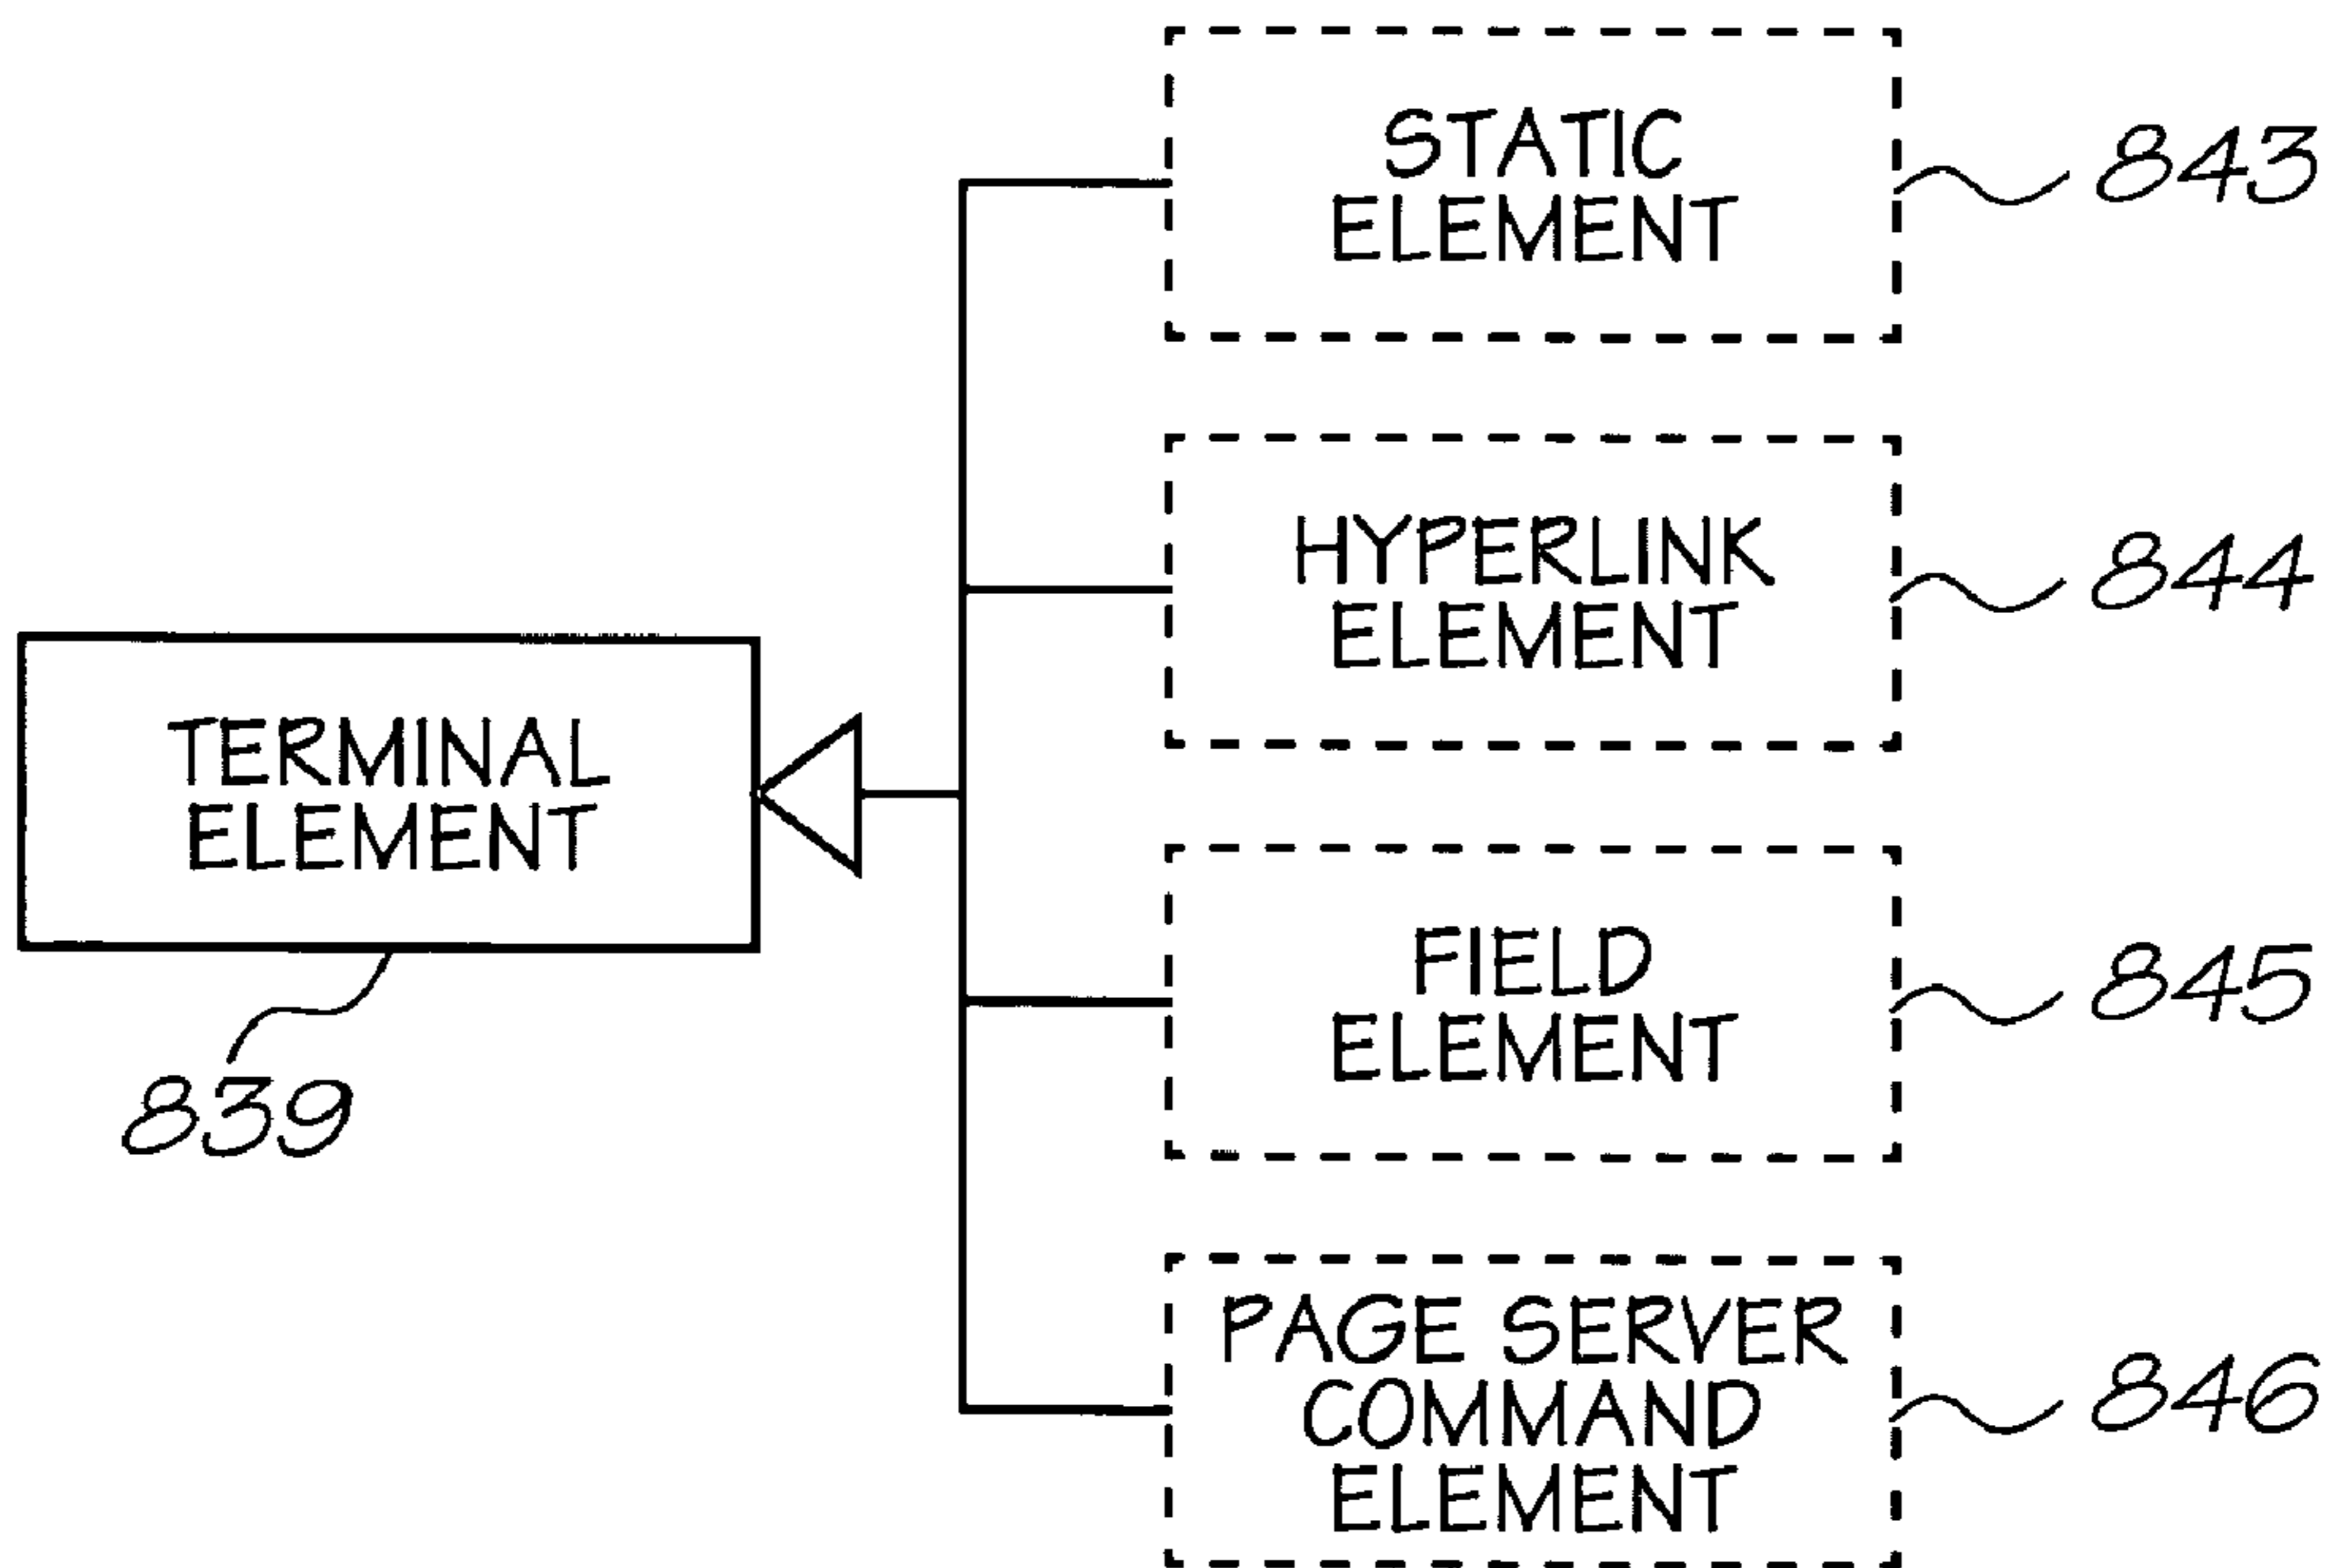 STATIC
ELEMENT
843
HYPERLINK
ELEMENT
844
TERMINAL
ELEMENT
839
FIELD
ELEMENT
845
PAGE SERVER
COMMAND
ELEMENT
846